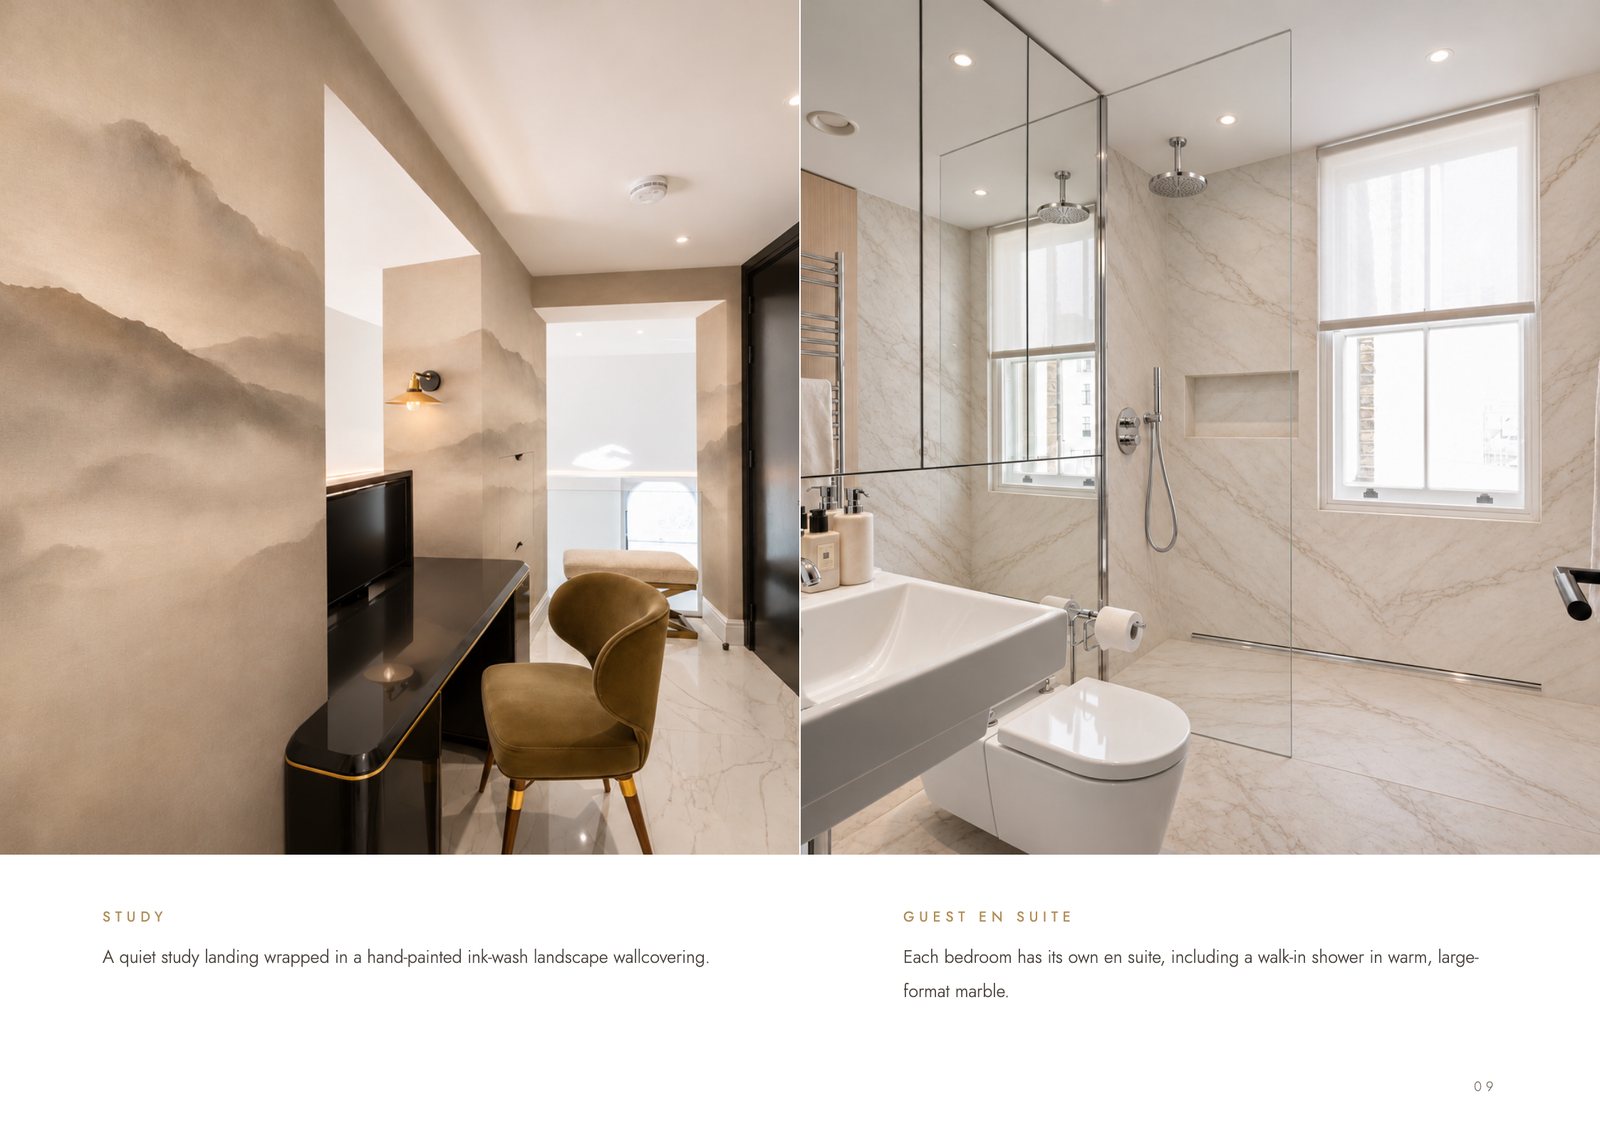 STUDY
A quiet study landing wrapped in a hand-painted ink-wash landscape wallcovering.
GUEST EN SUITE
Each bedroom has its own en suite, including a walk-in shower in warm, large-
format marble.
09